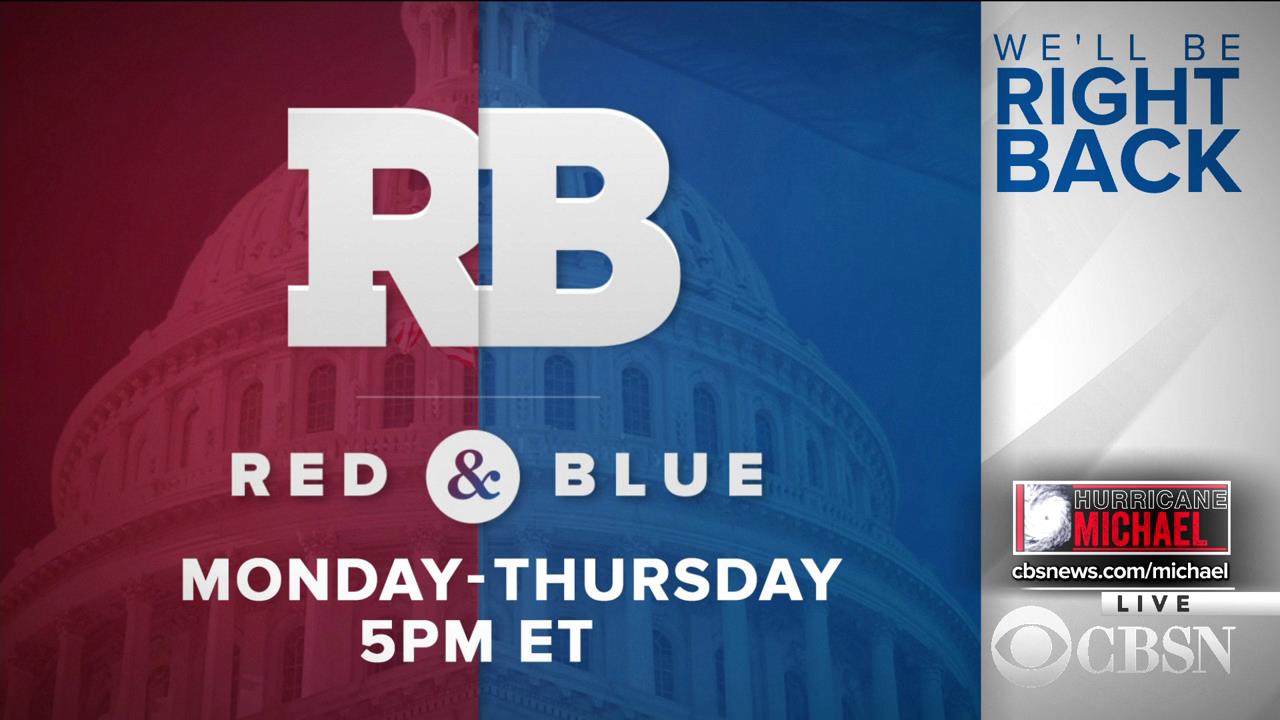 RB
RED & BLUE
MONDAY-THURSDAY
5PM ET
WE'LL BE
RIGHT
BACK
HURRICANE
MICHAEL
cbsnews.com/michael
LIVE
CBSN